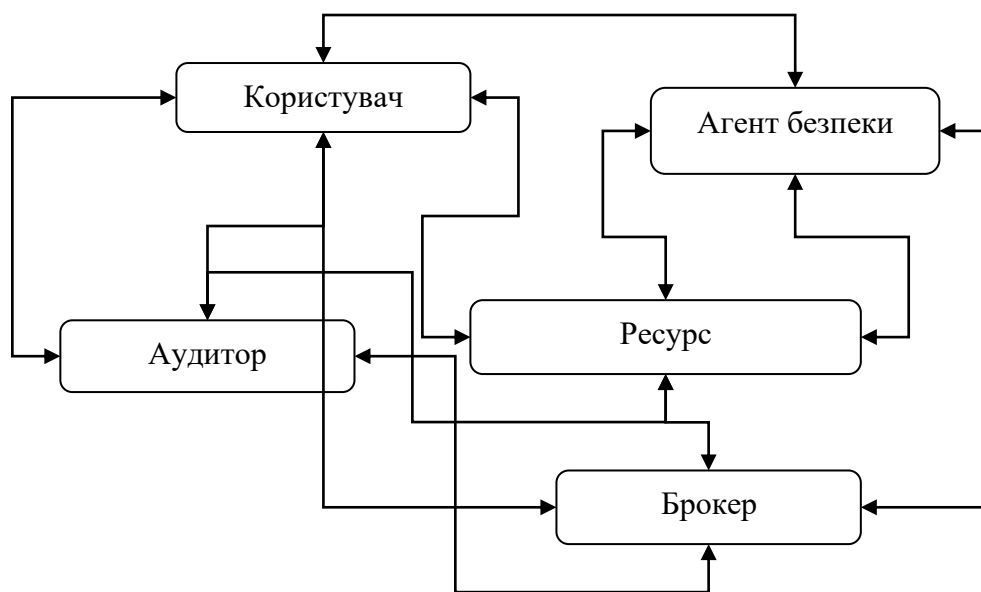 Користувач
Агент безпеки
Ресурс
Аудитор
Брокер